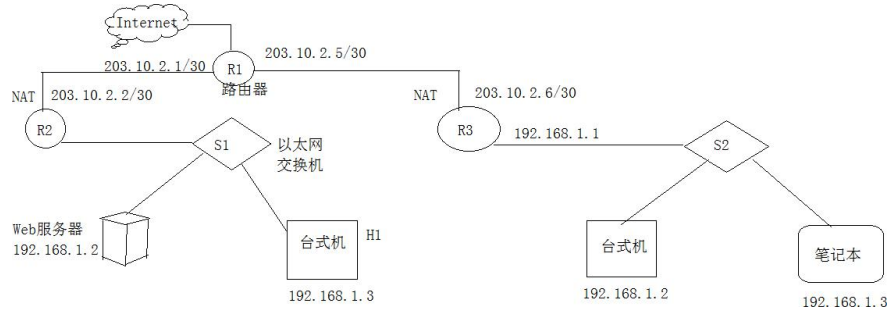 Internet
203.10.2.5/30
203.10.2.1/30
R1
路由器
NAT
203.10.2.2/30
NAT
203.10.2.6/30
R2
R3
192.168.1.1
S1
以太网
交换机
S2
Web服务器
192.168.1.2
台式机
H1
台式机
笔记本
192.168.1.3
192.168.1.2
192.168.1.3